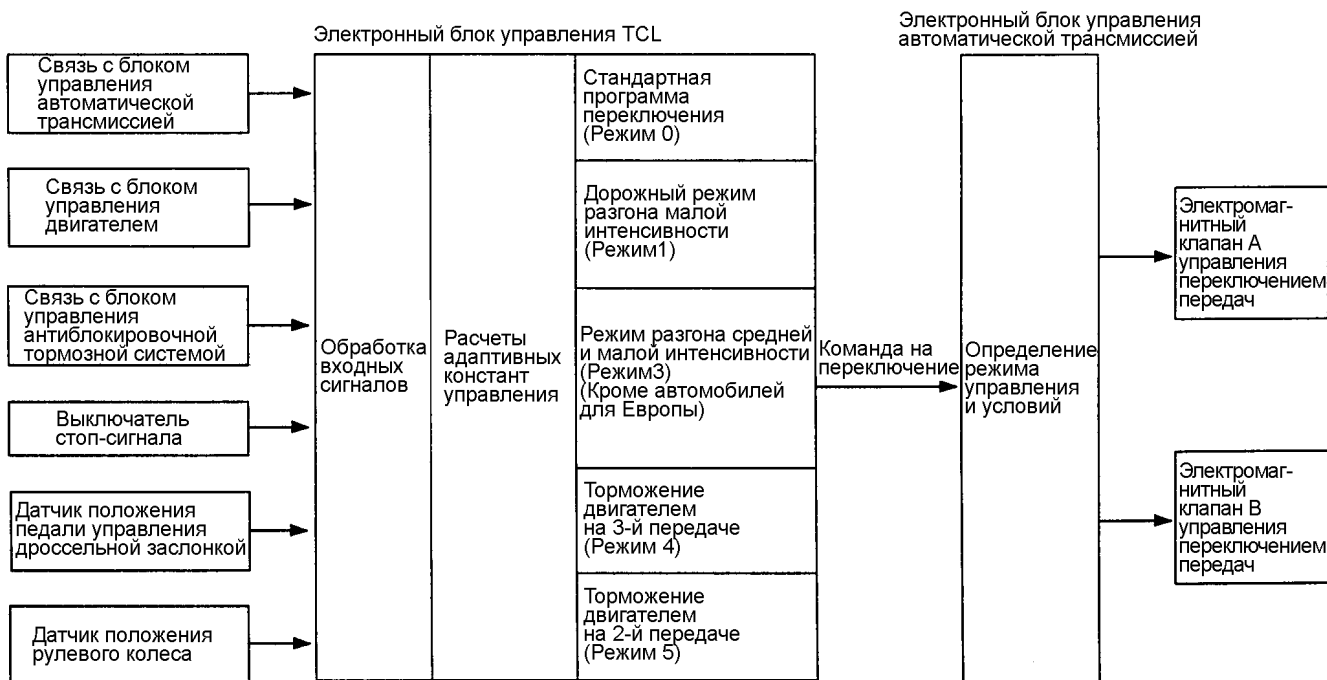 Электронный блок управления TCL
Электронный блок управления
автоматической трансмиссией
Связь с блоком
управления
автоматической
трансмиссией
Связь с блоком
управления
двигателем
Связь с блоком
управления
антиблокировочной
тормозной системой
Выключатель
стоп-сигнала
Датчик положения
педали управления
дроссельной заслонкой
Датчик положения
рулевого колеса
Обработка
входных
сигналов
Расчеты
адаптивных
констант
управления
Стандартная
программа
переключения
(Режим 0)
Дорожный режим
разгона малой
интенсивности
(Режим1)
Режим разгона средней
и малой интенсивности
(Режим3)
(Кроме автомобилей
для Европы)
Торможение
двигателем
на 3-й передаче
(Режим 4)
Торможение
двигателем
на 2-й передаче
(Режим 5)
Команда на
переключение
Определение
режима
управления
и условий
Электромаг-
нитный
клапан А
управления
переключением
передач
Электромаг-
нитный
клапан В
управления
переключением
передач